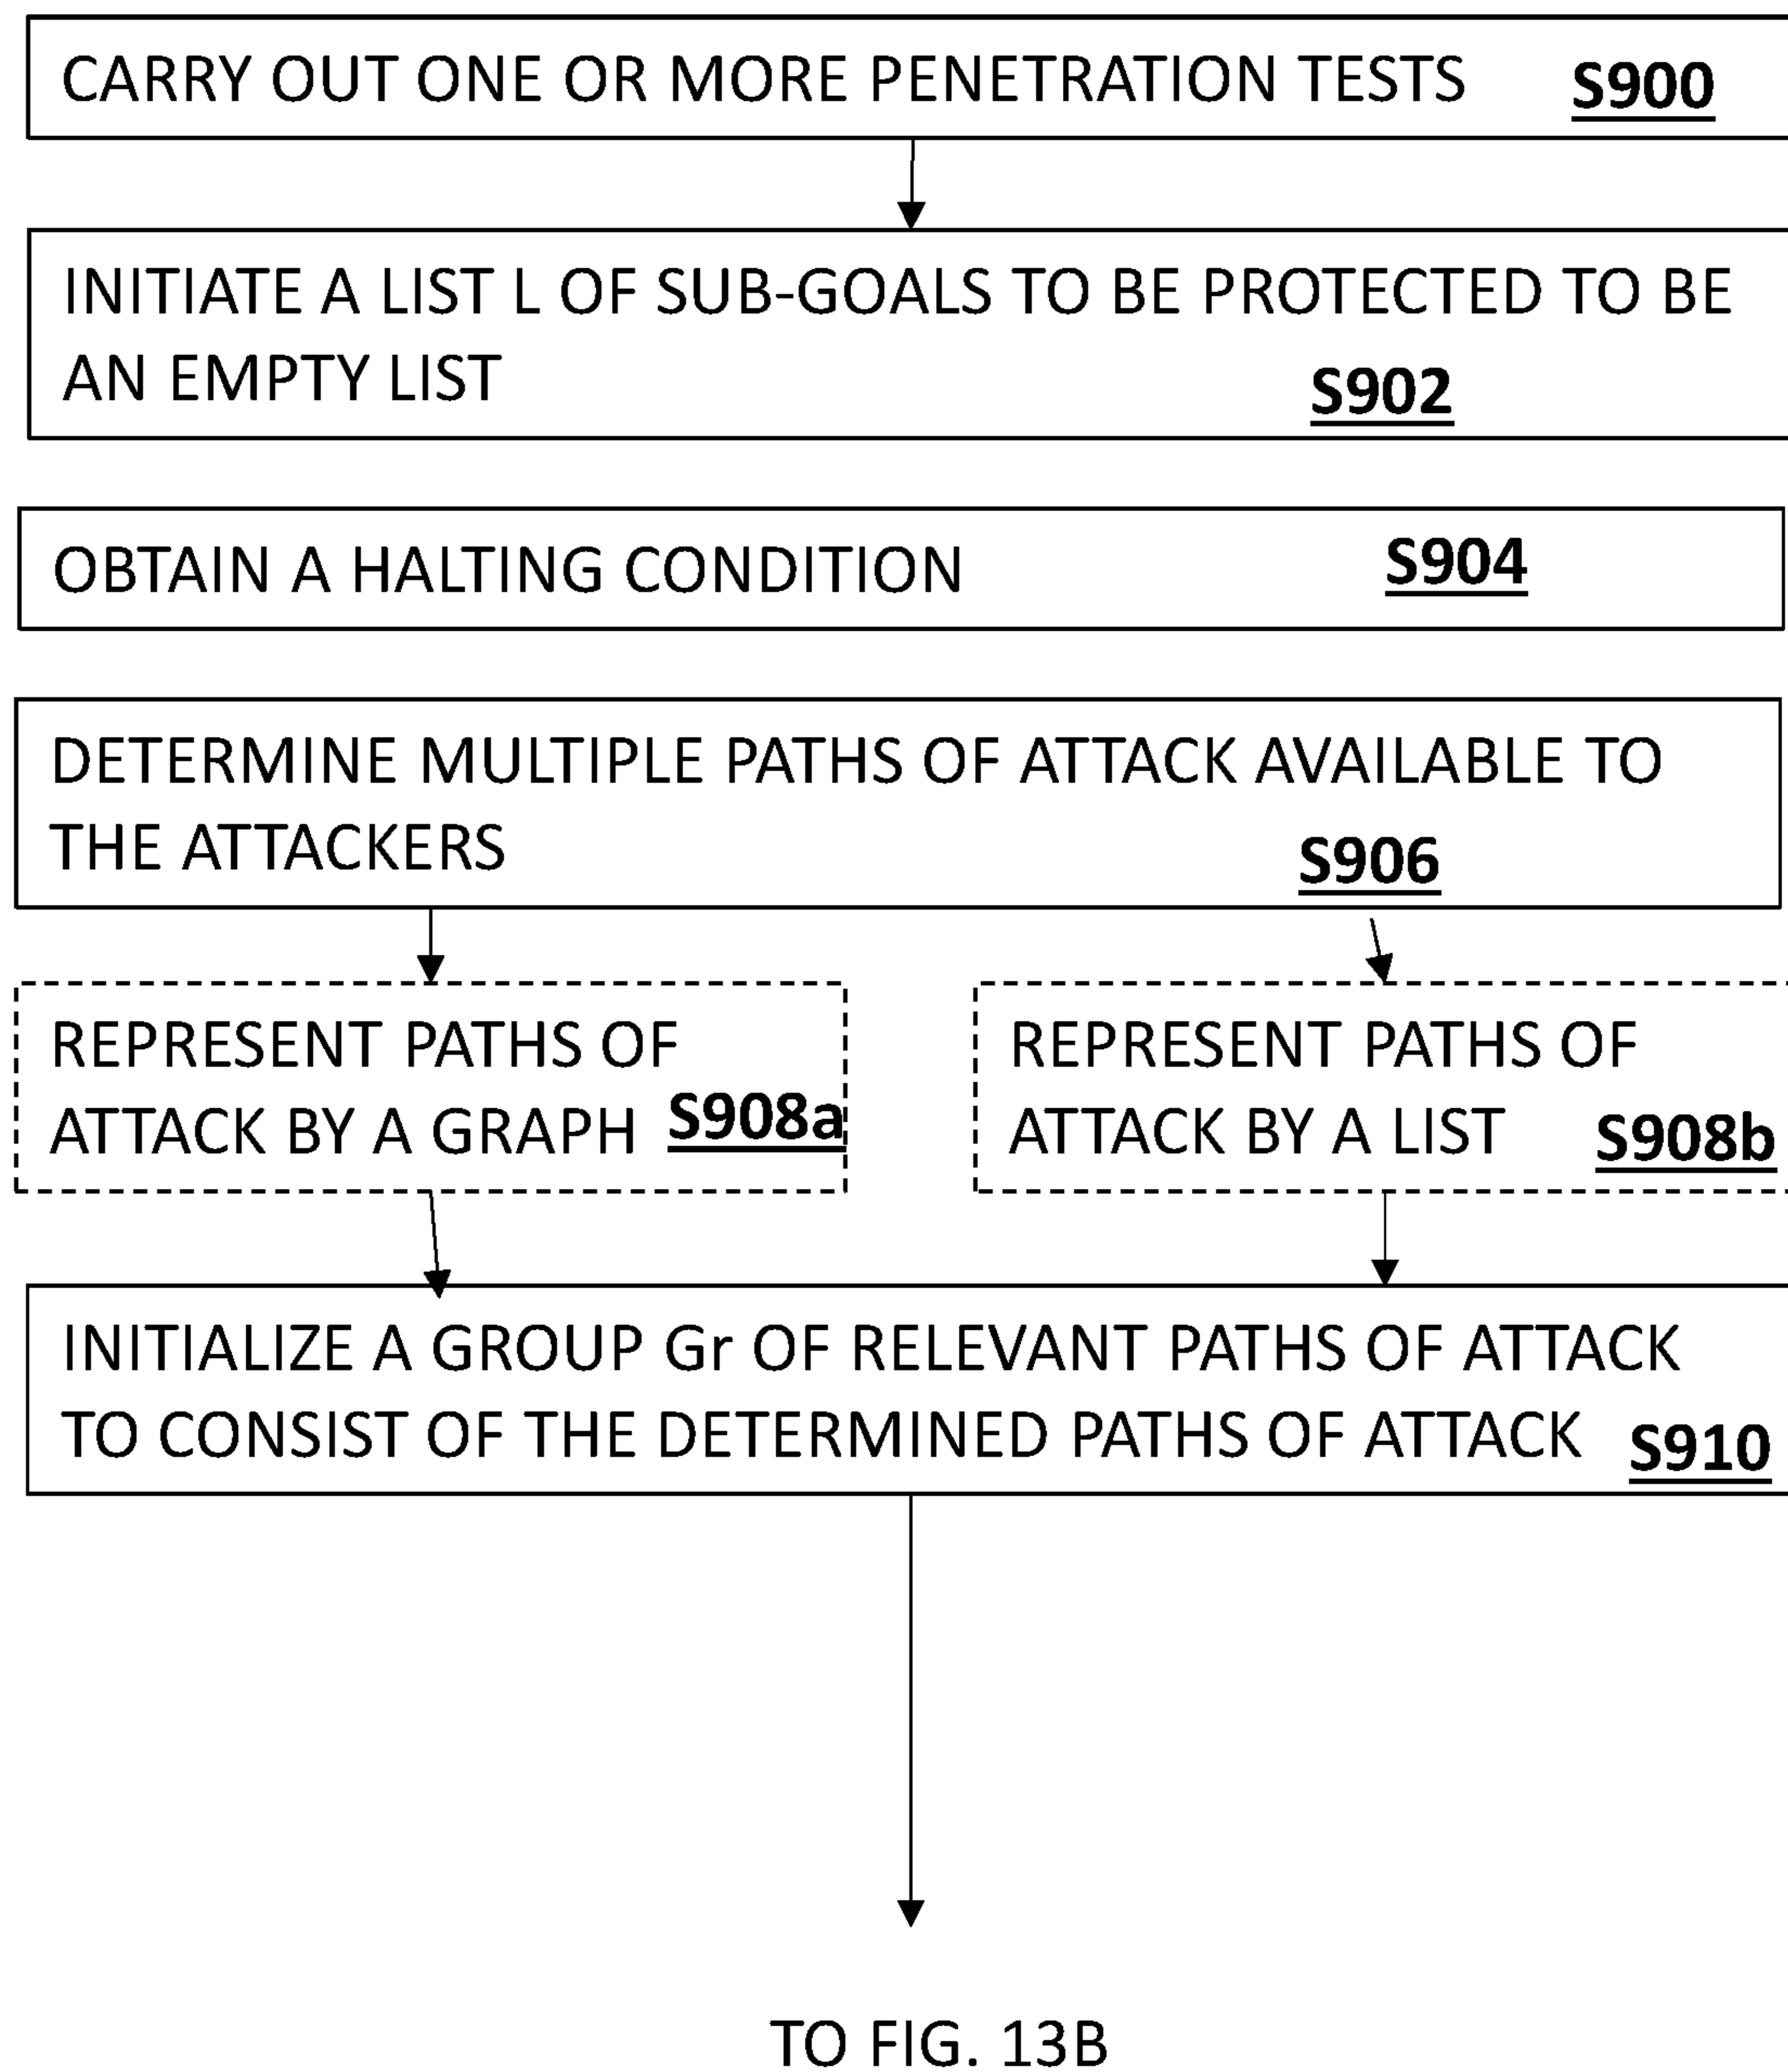 CARRY OUT ONE OR MORE PENETRATION TESTS S900
INITIATE A LIST L OF SUB-GOALS TO BE PROTECTED TO BE
AN EMPTY LIST S902
OBTAIN A HALTING CONDITION S904
DETERMINE MULTIPLE PATHS OF ATTACK AVAILABLE TO
THE ATTACKERS S906
REPRESENT PATHS OF
ATTACK BY A GRAPH S908a
REPRESENT PATHS OF
ATTACK BY A LIST S908b
INITIALIZE A GROUP Gr OF RELEVANT PATHS OF ATTACK
TO CONSIST OF THE DETERMINED PATHS OF ATTACK S910
TO FIG. 13B